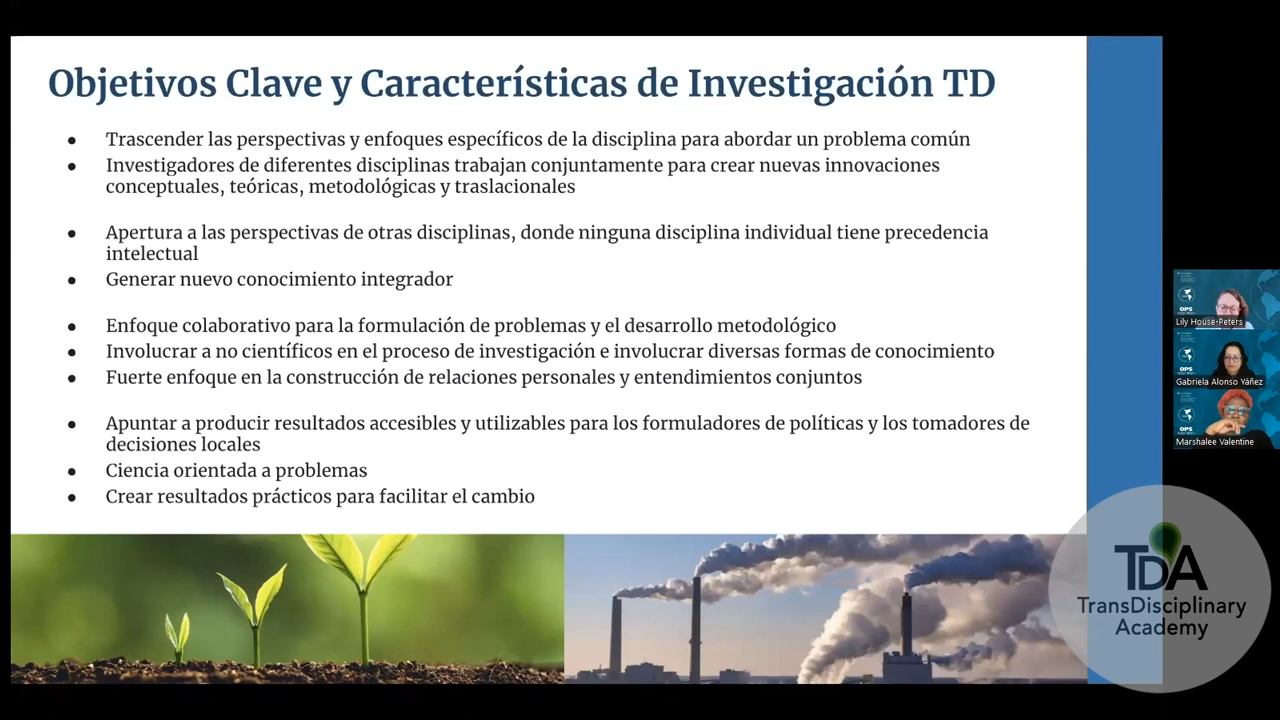 Objetivos Clave y Características de Investigación TD
● Trascender las perspectivas y enfoques específicos de la disciplina para abordar un problema común
● Investigadores de diferentes disciplinas trabajan conjuntamente para crear nuevas innovaciones
conceptuales, teóricas, metodológicas y traslacionales
● Apertura a las perspectivas de otras disciplinas, donde ninguna disciplina individual tiene precedencia
intelectual
● Generar nuevo conocimiento integrador
● Enfoque colaborativo para la formulación de problemas y el desarrollo metodológico
● Involucrar a no científicos en el proceso de investigación e involucrar diversas formas de conocimiento
● Fuerte enfoque en la construcción de relaciones personales y entendimientos conjuntos
● Apuntar a producir resultados accesibles y utilizables para los formuladores de políticas y los tomadores de
decisiones locales
● Ciencia orientada a problemas
● Crear resultados prácticos para facilitar el cambio
OPS
Lily House-Peters
OPS
Gabriela Alonso Yáñez
OPS
Marshalee Valentine
TDA
TransDisciplinary
Academy